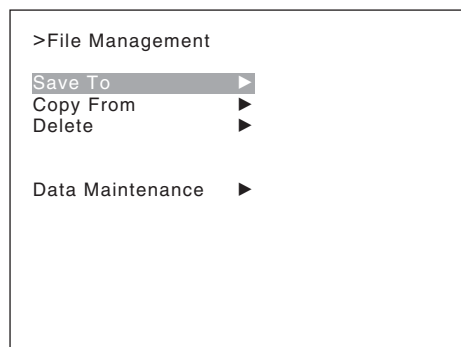 >File Management
Save To ▶
Copy From ▶
Delete ▶
Data Maintenance ▶